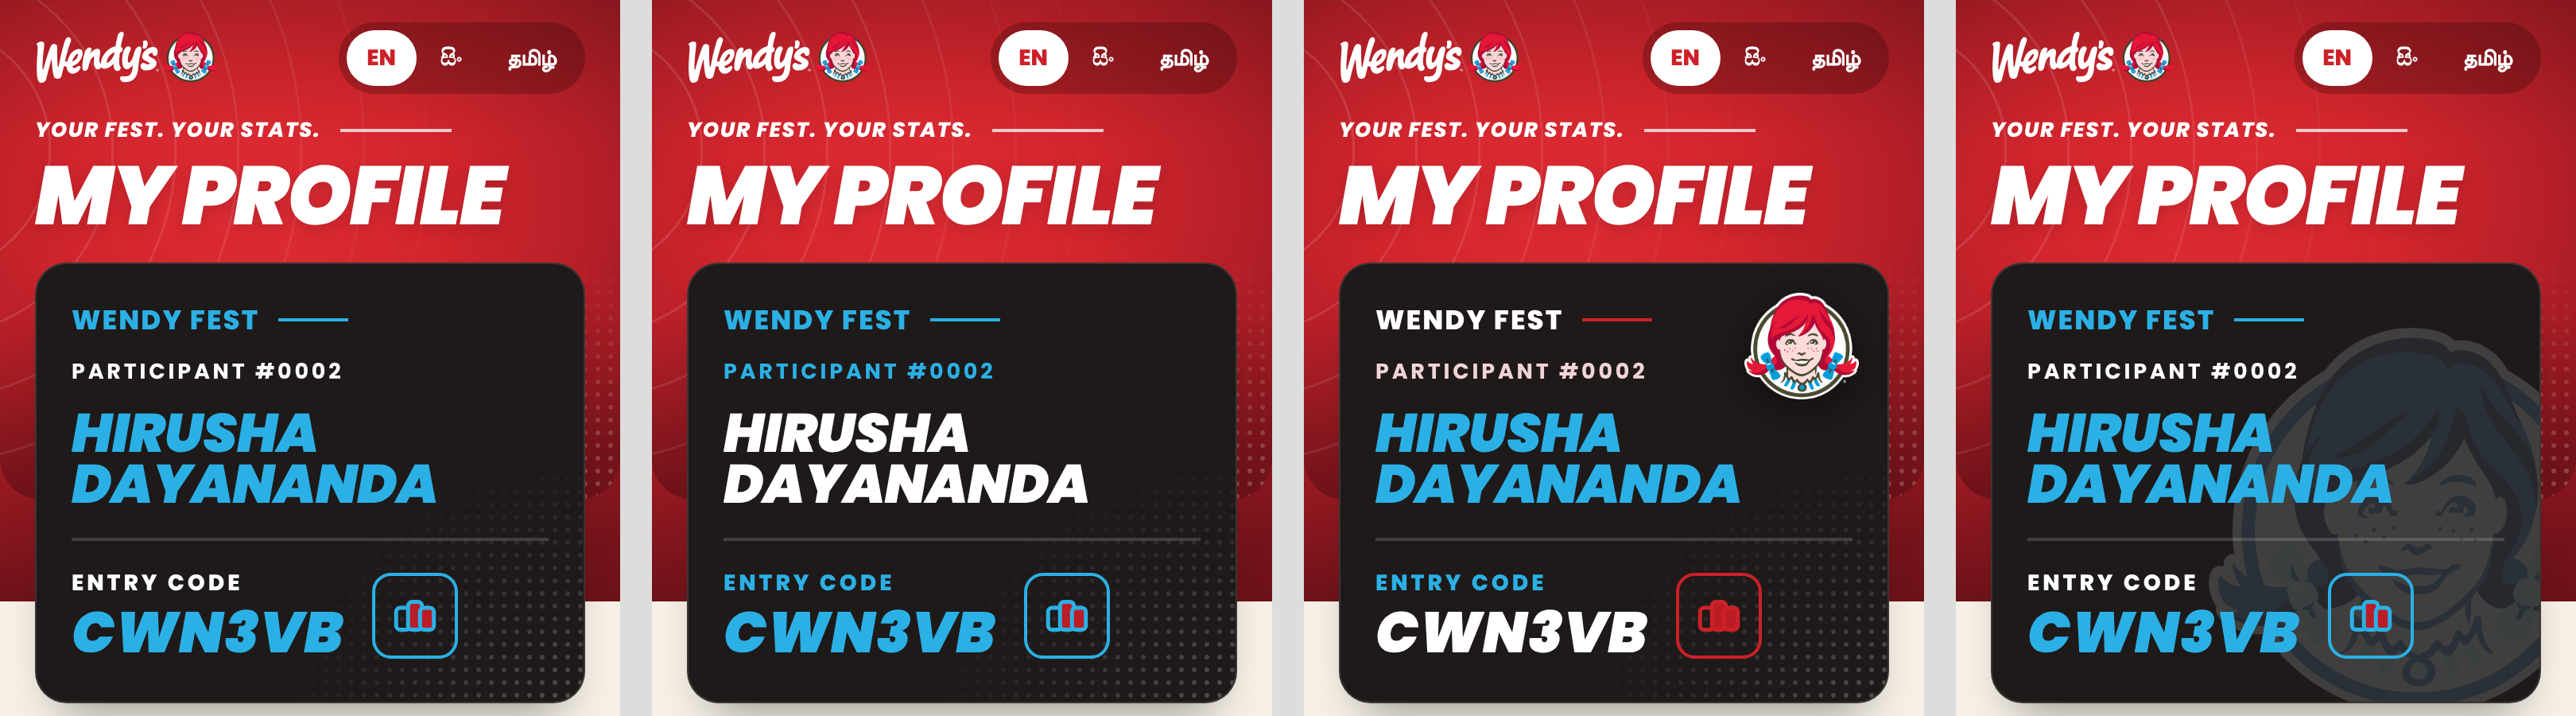 Wendy's
EN සිං தமிழ்
YOUR FEST. YOUR STATS.
MY PROFILE
WENDY FEST
PARTICIPANT #0002
HIRUSHA
DAYANANDA
ENTRY CODE
CWN3VB
Wendy's
EN සිං தமிழ்
YOUR FEST. YOUR STATS.
MY PROFILE
WENDY FEST
PARTICIPANT #0002
HIRUSHA
DAYANANDA
ENTRY CODE
CWN3VB
Wendy's
EN සිං தமிழ்
YOUR FEST. YOUR STATS.
MY PROFILE
WENDY FEST
PARTICIPANT #0002
HIRUSHA
DAYANANDA
ENTRY CODE
CWN3VB
Wendy's
EN සිං தமிழ்
YOUR FEST. YOUR STATS.
MY PROFILE
WENDY FEST
PARTICIPANT #0002
HIRUSHA
DAYANANDA
ENTRY CODE
CWN3VB